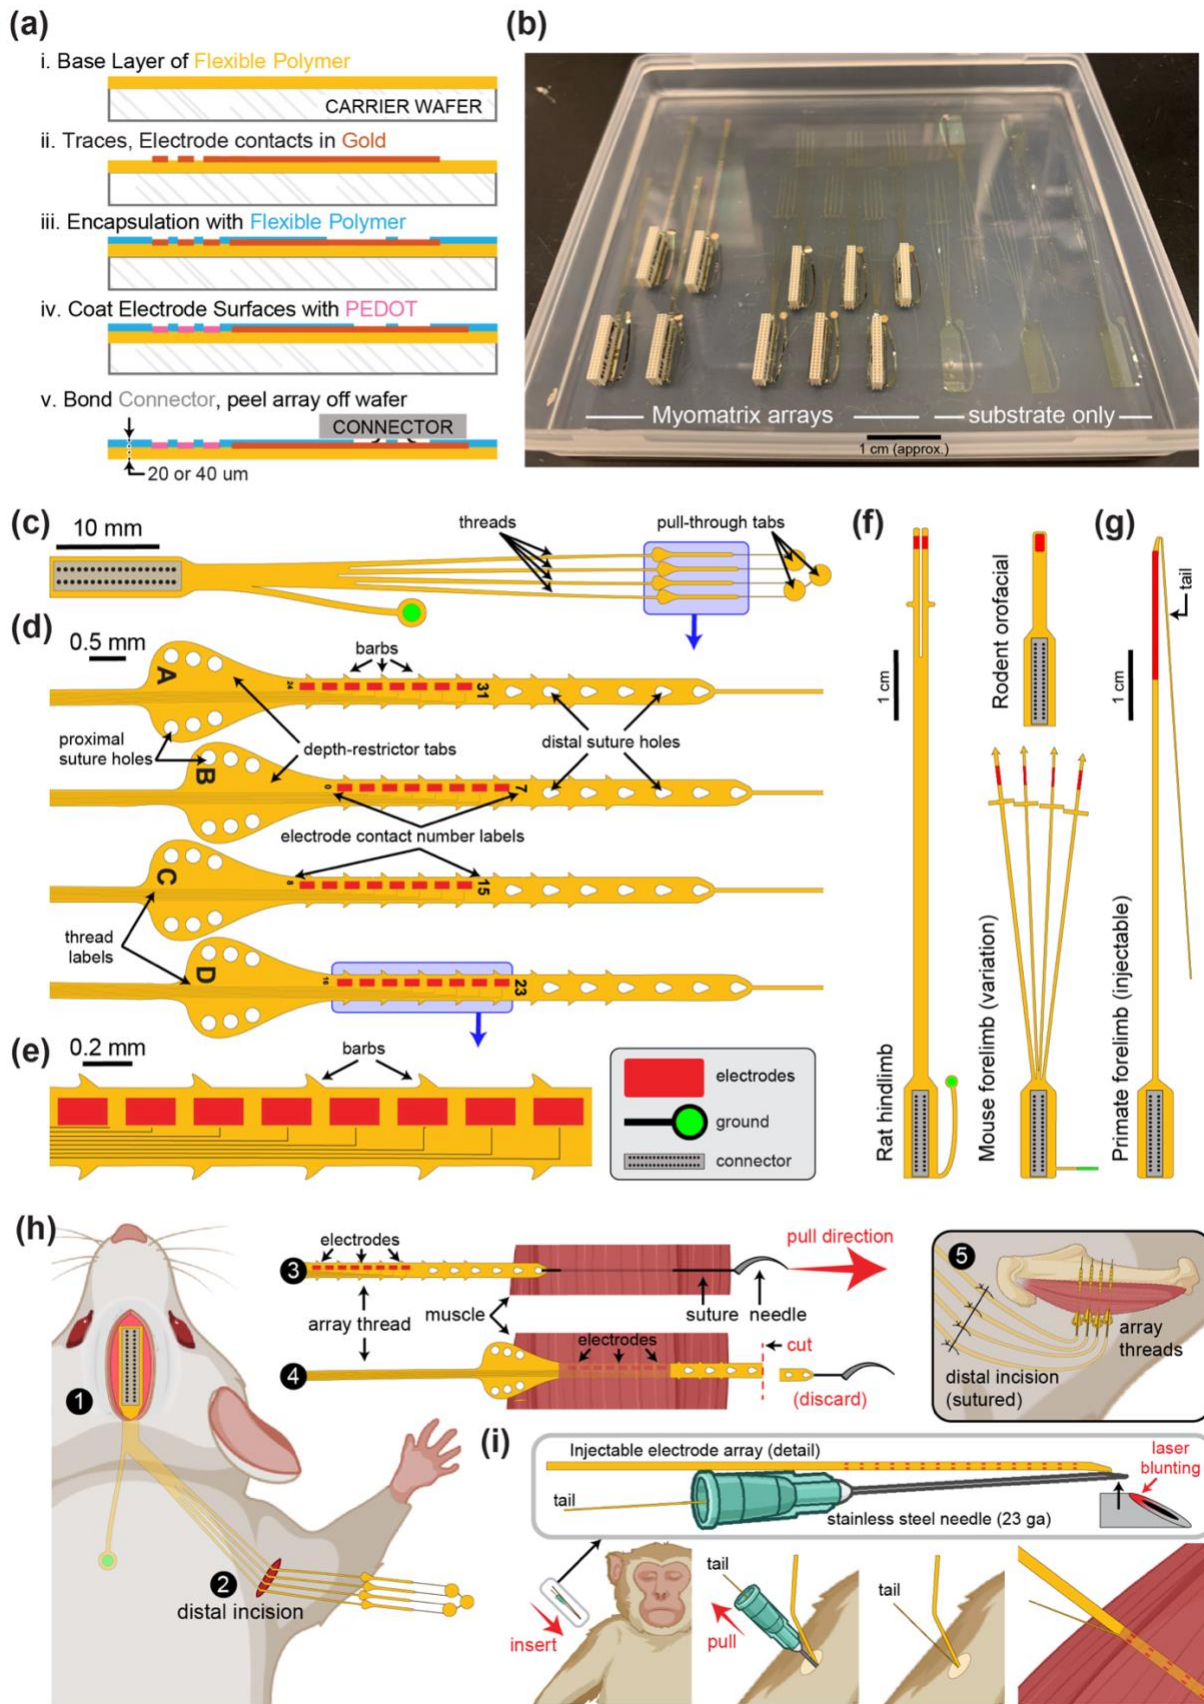 (a)
i. Base Layer of Flexible Polymer
CARRIER WAFER
ii. Traces, Electrode contacts in Gold
iii. Encapsulation with Flexible Polymer
iv. Coat Electrode Surfaces with PEDOT
v. Bond Connector, peel array off wafer
CONNECTOR
20 or 40 um
(b)
Myomatrix arrays
substrate only
1 cm (approx.)
(c)
10 mm
threads
pull-through tabs
(d)
0.5 mm
barbs
A
24
31
proximal
suture holes
depth-restrictor tabs
distal suture holes
B
0
7
electrode contact number labels
C
8
15
thread
labels
D
16
23
(e)
0.2 mm
barbs
electrodes
ground
connector
(f)
1 cm
Rat hindlimb
Rodent orofacial
Mouse forelimb (variation)
(g)
tail
1 cm
Primate forelimb (injectable)
(h)
1
2
distal incision
electrodes
3
array thread
muscle
suture
needle
pull direction
electrodes
4
cut
(discard)
5
array
threads
distal incision
(sutured)
(i)
Injectable electrode array (detail)
tail
stainless steel needle (23 ga)
laser
blunting
insert
tail
pull
tail